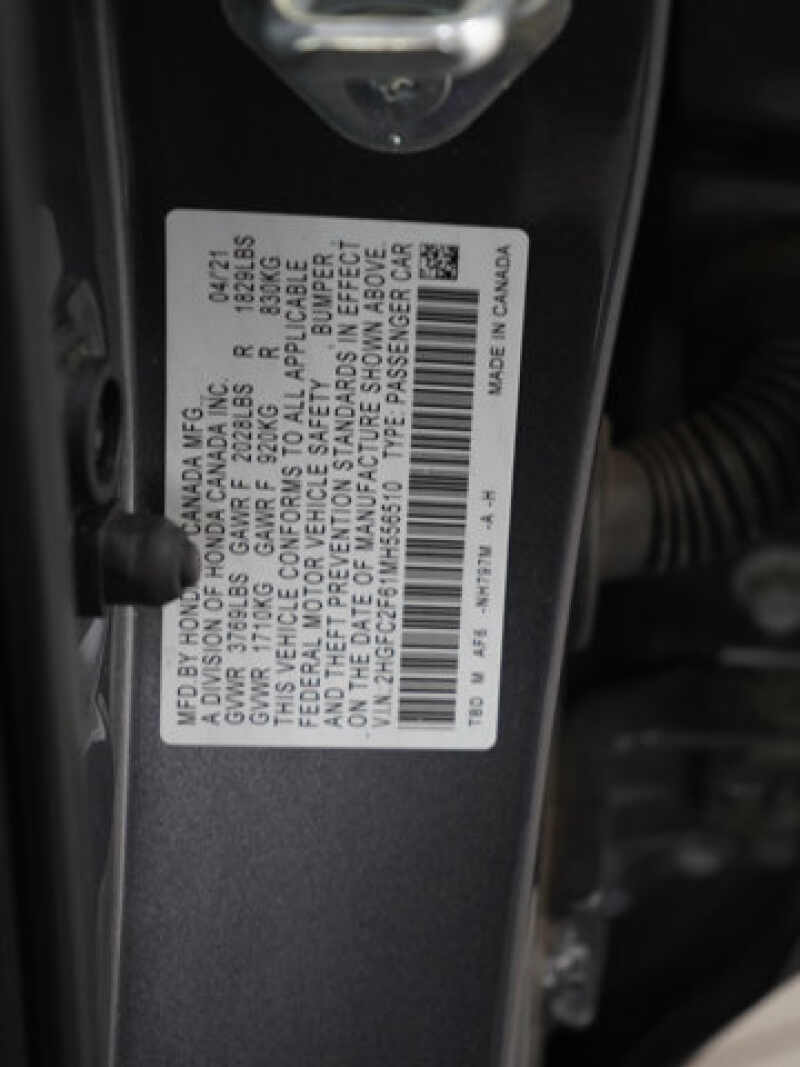 MFD.BY HONDA CANADA MFG. 04/'21
A DIVISION OF HONDA CANADA INC.
GVWR 3769LBS GAWR F 2028LBS R 1829LBS
GVWR 1710KG GAWR F 920KG R 830KG
THIS VEHICLE CONFORMS TO ALL APPLICABLE
FEDERAL MOTOR VEHICLE SAFETY, BUMPER,
AND THEFT PREVENTION STANDARDS IN EFFECT
ON THE DATE OF MANUFACTURE SHOWN ABOVE.
V.I.N. 2HGFC2F61MH556510 TYPE: PASSENGER CAR
TBD M AF6 -NH797M -A -H MADE IN CANADA